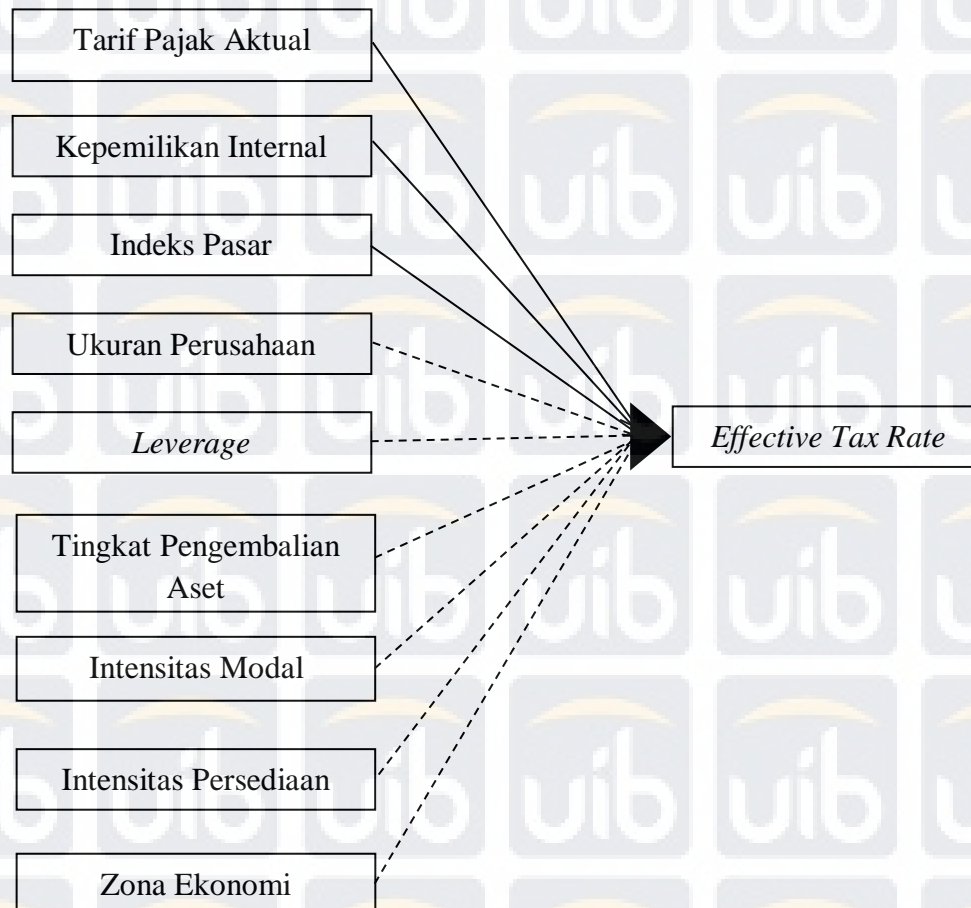 Tarif Pajak Aktual
Kepemilikan Internal
Indeks Pasar
Ukuran Perusahaan
Leverage
Effective Tax Rate
Tingkat Pengembalian
Aset
Intensitas Modal
Intensitas Persediaan
Zona Ekonomi